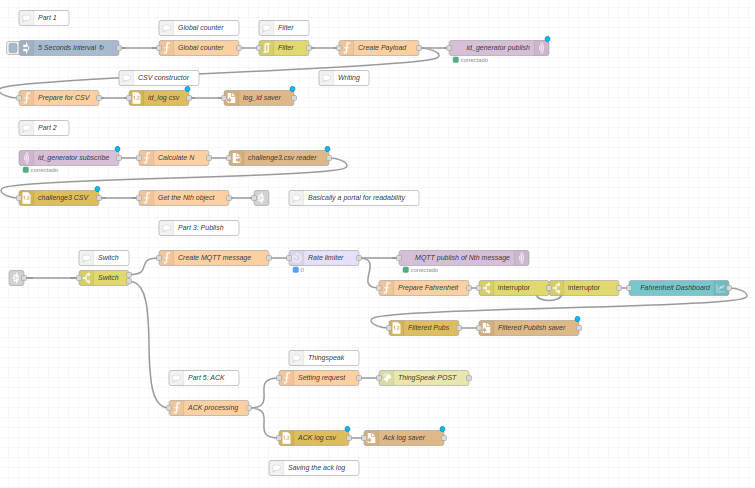 Part 1
Global counter
Filter
5 Seconds Interval ↻
Global counter
Filter
Create Payload
id_generator publish
conectado
CSV constructor
Writing
Prepare for CSV
id_log csv
log_id saver
Part 2
id_generator subscribe
Calculate N
challenge3.csv reader
conectado
challenge3 CSV
Get the Nth object
Basically a portal for readability
Part 3: Publish
Switch
Create MQTT message
Rate limiter
MQTT publish of Nth message
0
conectado
Switch
Prepare Fahrenheit
interruptor
interruptor
Fahrenheit Dashboard
Filtered Pubs
Filtered Publish saver
Thingspeak
Part 5: ACK
Setting request
ThingSpeak POST
ACK processing
ACK log csv
Ack log saver
Saving the ack log